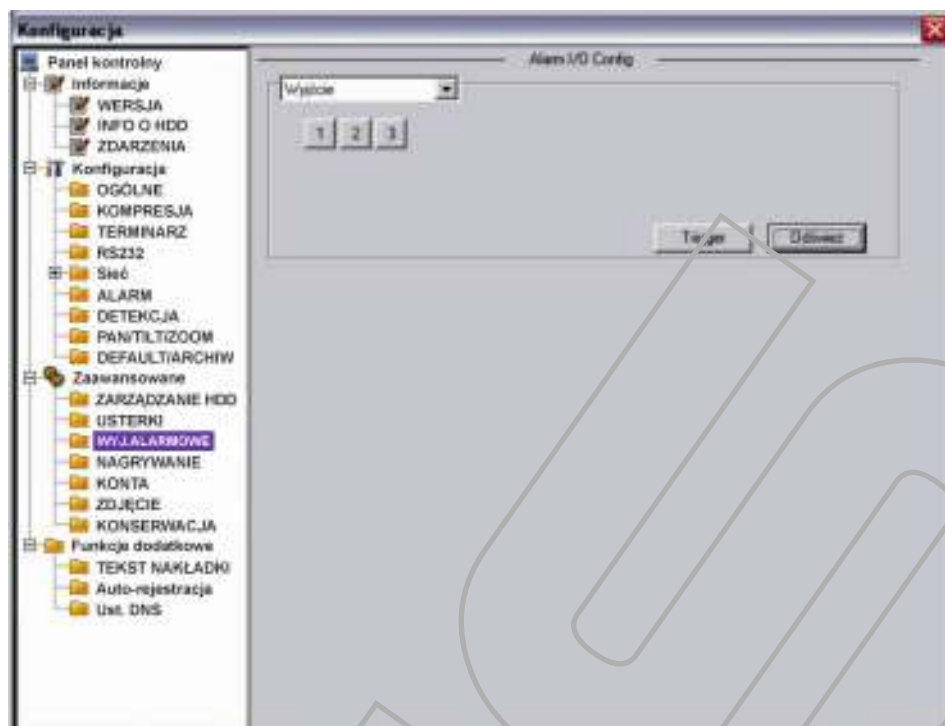 Konfiguracja
Panel kontrolny
Informacje
WERSJA
INFO O HDD
ZDARZENIA
Konfiguracja
OGÓLNE
KOMPRESJA
TERMINARZ
RS232
Sieć
ALARM
DETEKCJA
PAN/TILT/ZOOM
DEFAULT/ARCHIW
Zaawansowane
ZARZĄDZANIE HDD
USTERKI
WYJ.ALARMOWE
NAGRYWANIE
KONTA
ZDJĘCIE
KONSERWACJA
Funkcje dodatkowe
TEKST NAKŁADKI
Auto-rejestracja
Ust. DNS
Alarm I/O Config
Wyjście
1 2 3
Trigger
Odśwież